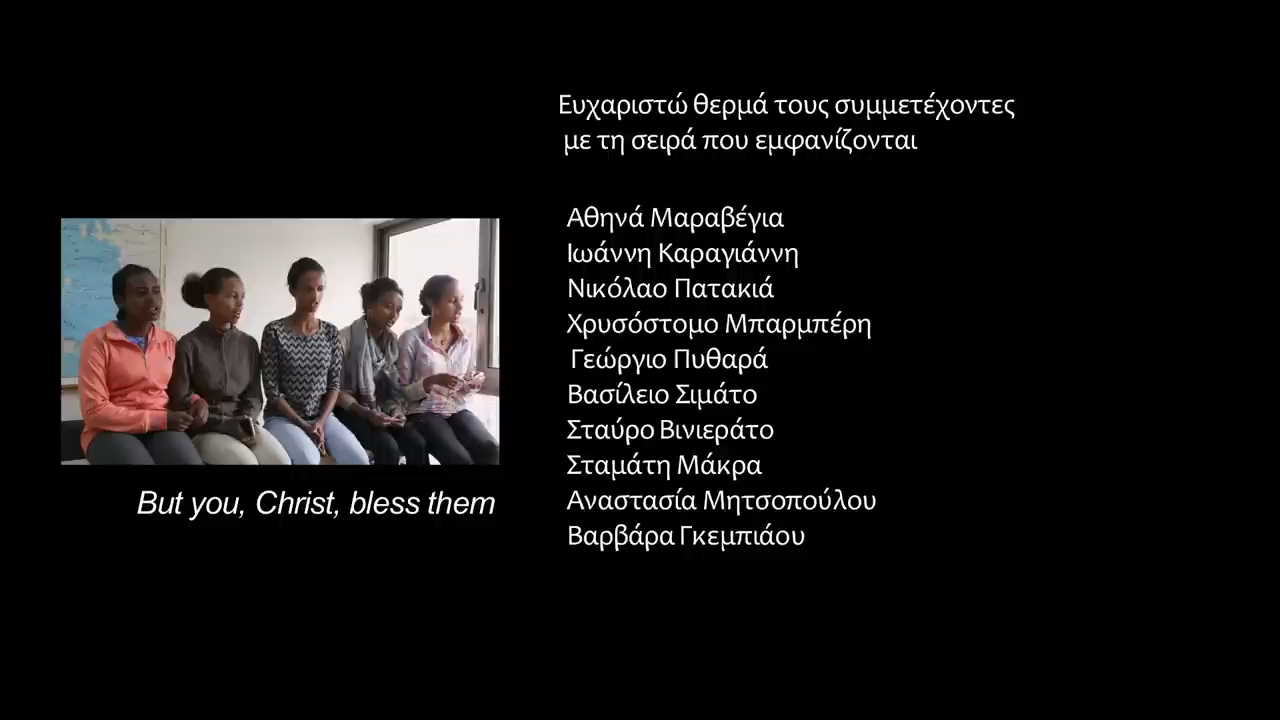 Ευχαριστώ θερμά τους συμμετέχοντες
με τη σειρά που εμφανίζονται
Αθηνά Μαραβέγια
Ιωάννη Καραγιάννη
Νικόλαο Πατακιά
Χρυσόστομο Μπαρμπέρη
Γεώργιο Πυθαρά
Βασίλειο Σιμάτο
Σταύρο Βινιεράτο
Σταμάτη Μάκρα
Αναστασία Μητσοπούλου
Βαρβάρα Γκεμπιάου
But you, Christ, bless them